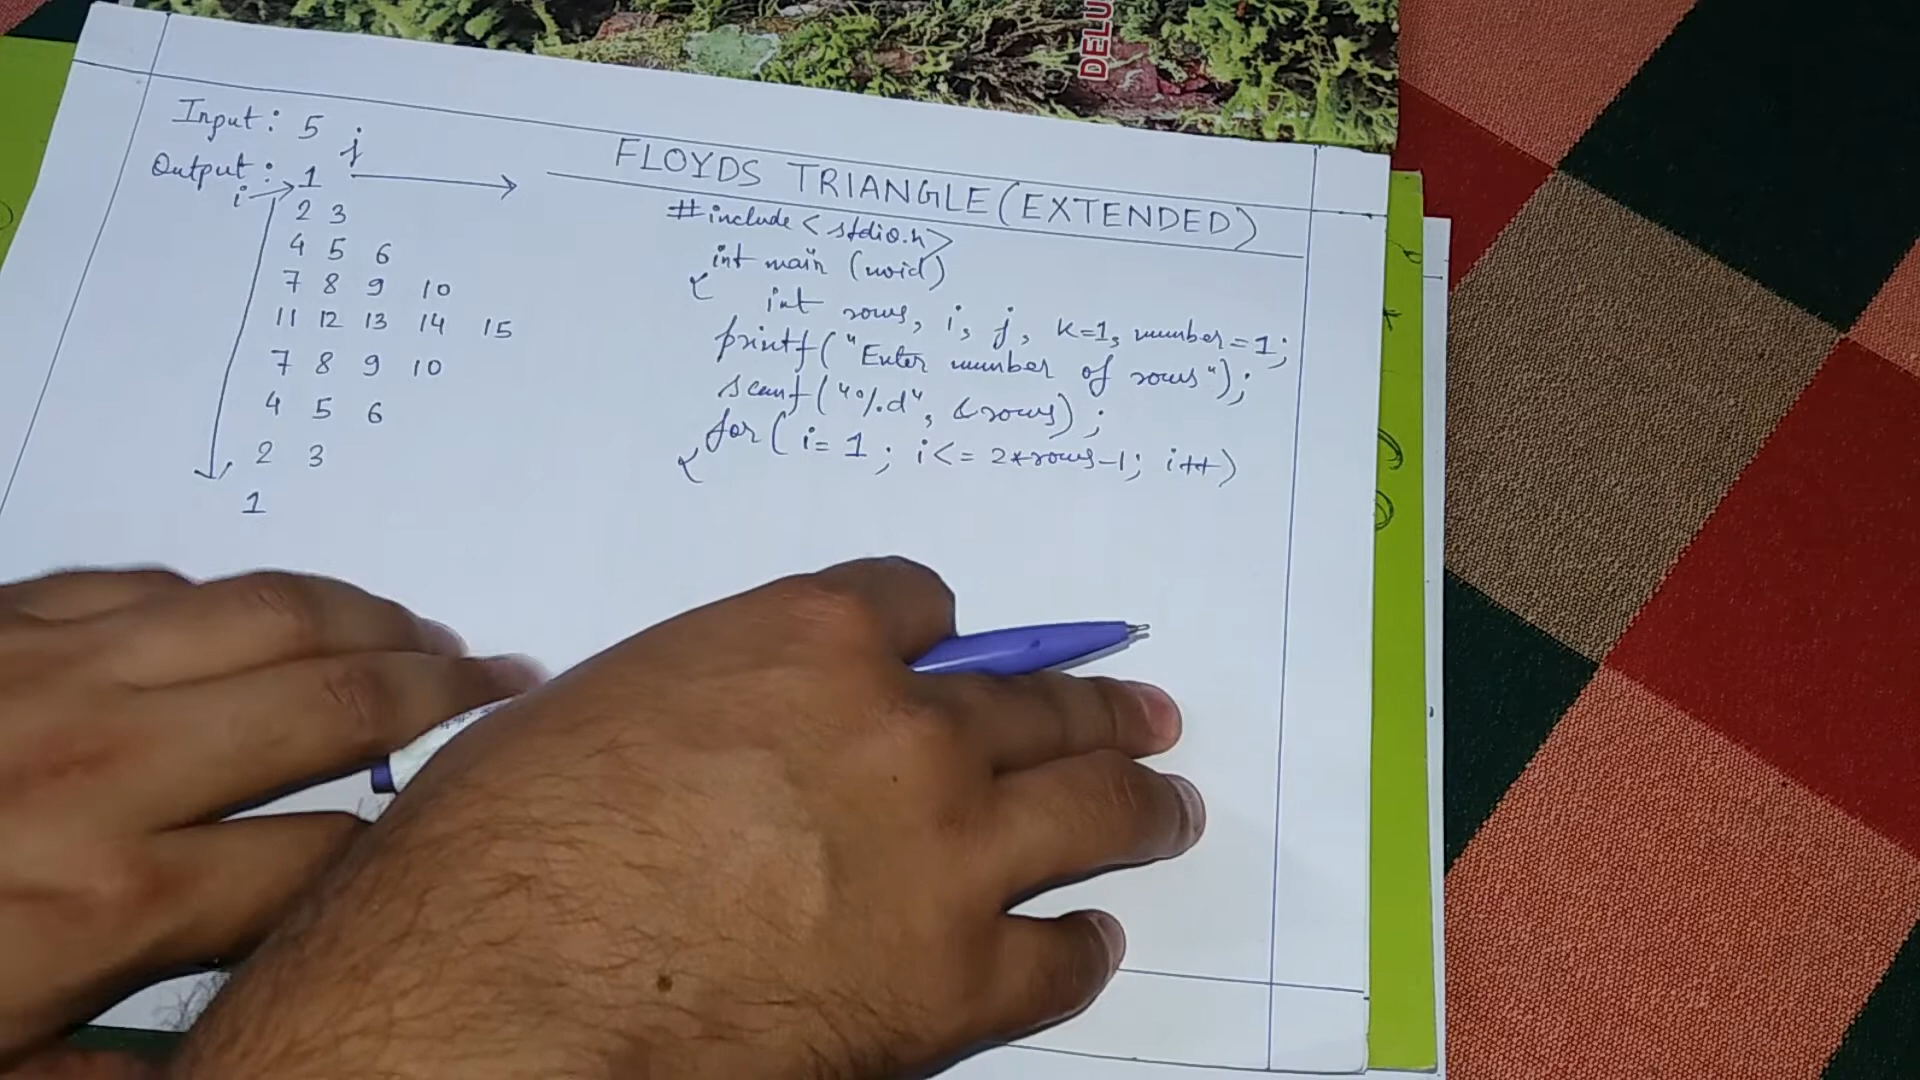 Input: 5
j
Output: 1
i
2 3
4 5 6
7 8 9 10
11 12 13 14 15
7 8 9 10
4 5 6
2 3
1
FLOYDS TRIANGLE (EXTENDED)
#include <stdio.h>
int main (void)
{ int rows, i, j, k=1, number=1;
printf("Enter number of rows");
scanf("%d", &rows);
for( i=1; i<= 2*rows-1; i++)
{
DELU